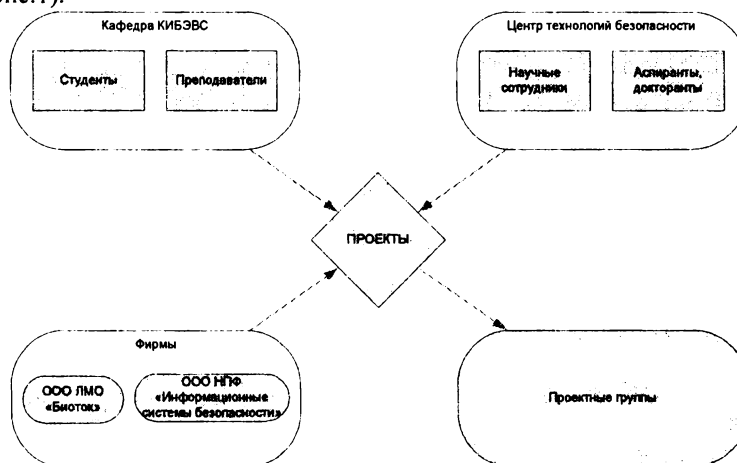 Кафедра КИБЭВС
Студенты
Преподаватели
Центр технологий безопасности
Научные
сотрудники
Аспиранты,
докторанты
ПРОЕКТЫ
Фирмы
ООО ЛМО
«Биоток»
ООО НПФ
«Информационные
системы безопасности»
Проектные группы